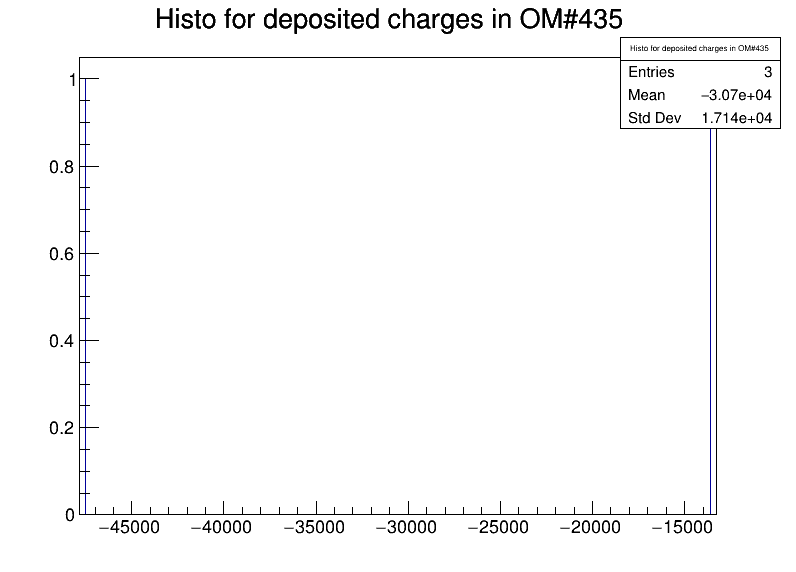 Histo for deposited charges in OM#435
Histo for deposited charges in OM#435
Entries 3
Mean −3.07e+04
Std Dev 1.714e+04
1
0.8
0.6
0.4
0.2
0
−45000 −40000 −35000 −30000 −25000 −20000 −15000